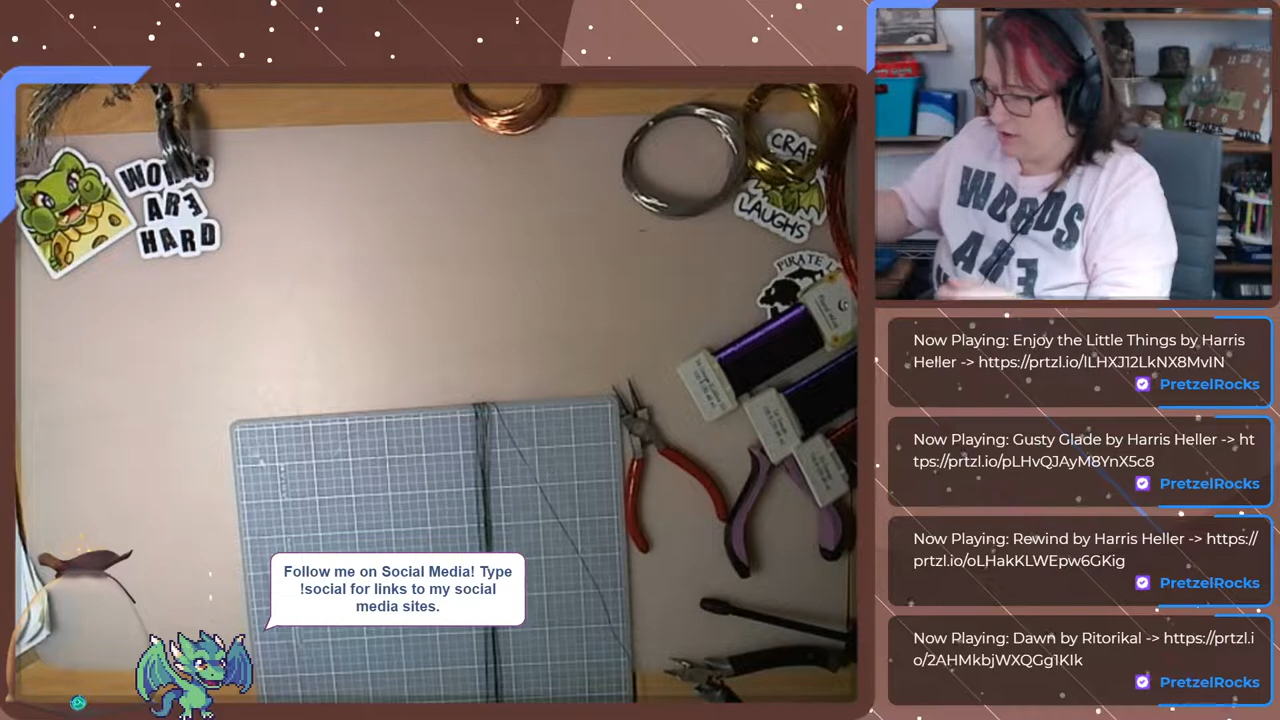 WORDS
ARE
HARD
CRAF
LAUGHS
PIRATE L
WORDS
ARE
Follow me on Social Media! Type
!social for links to my social
media sites.
Now Playing: Enjoy the Little Things by Harris
Heller -> https://prtzl.io/ILHXJ12LkNX8MvIN
PretzelRocks
Now Playing: Gusty Glade by Harris Heller -> ht
tps://prtzl.io/pLHvQJAyM8YnX5c8
PretzelRocks
Now Playing: Rewind by Harris Heller -> https://
prtzl.io/oLHakKLWEpw6GKig
PretzelRocks
Now Playing: Dawn by Ritorikal -> https://prtzl.i
o/2AHMkbjWXQGg1KIk
PretzelRocks